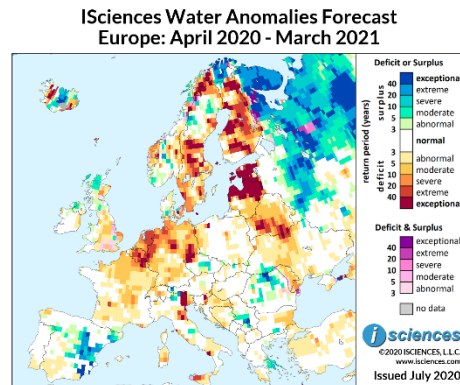 ISciences Water Anomalies Forecast
Europe: April 2020 - March 2021
Deficit or Surplus
return period (years)
surplus
deficit
40 exceptional
20 extreme
10 severe
5 moderate
3 abnormal
normal
3 abnormal
5 moderate
10 severe
20 extreme
40 exceptional
Deficit & Surplus
40 exceptional
20 extreme
10 severe
5 moderate
3 abnormal
no data
i sciences
©2020 ISCIENCES, L.L.C.
www.isciences.com
Issued July 2020